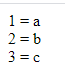 1 = a
2 = b
3 = c